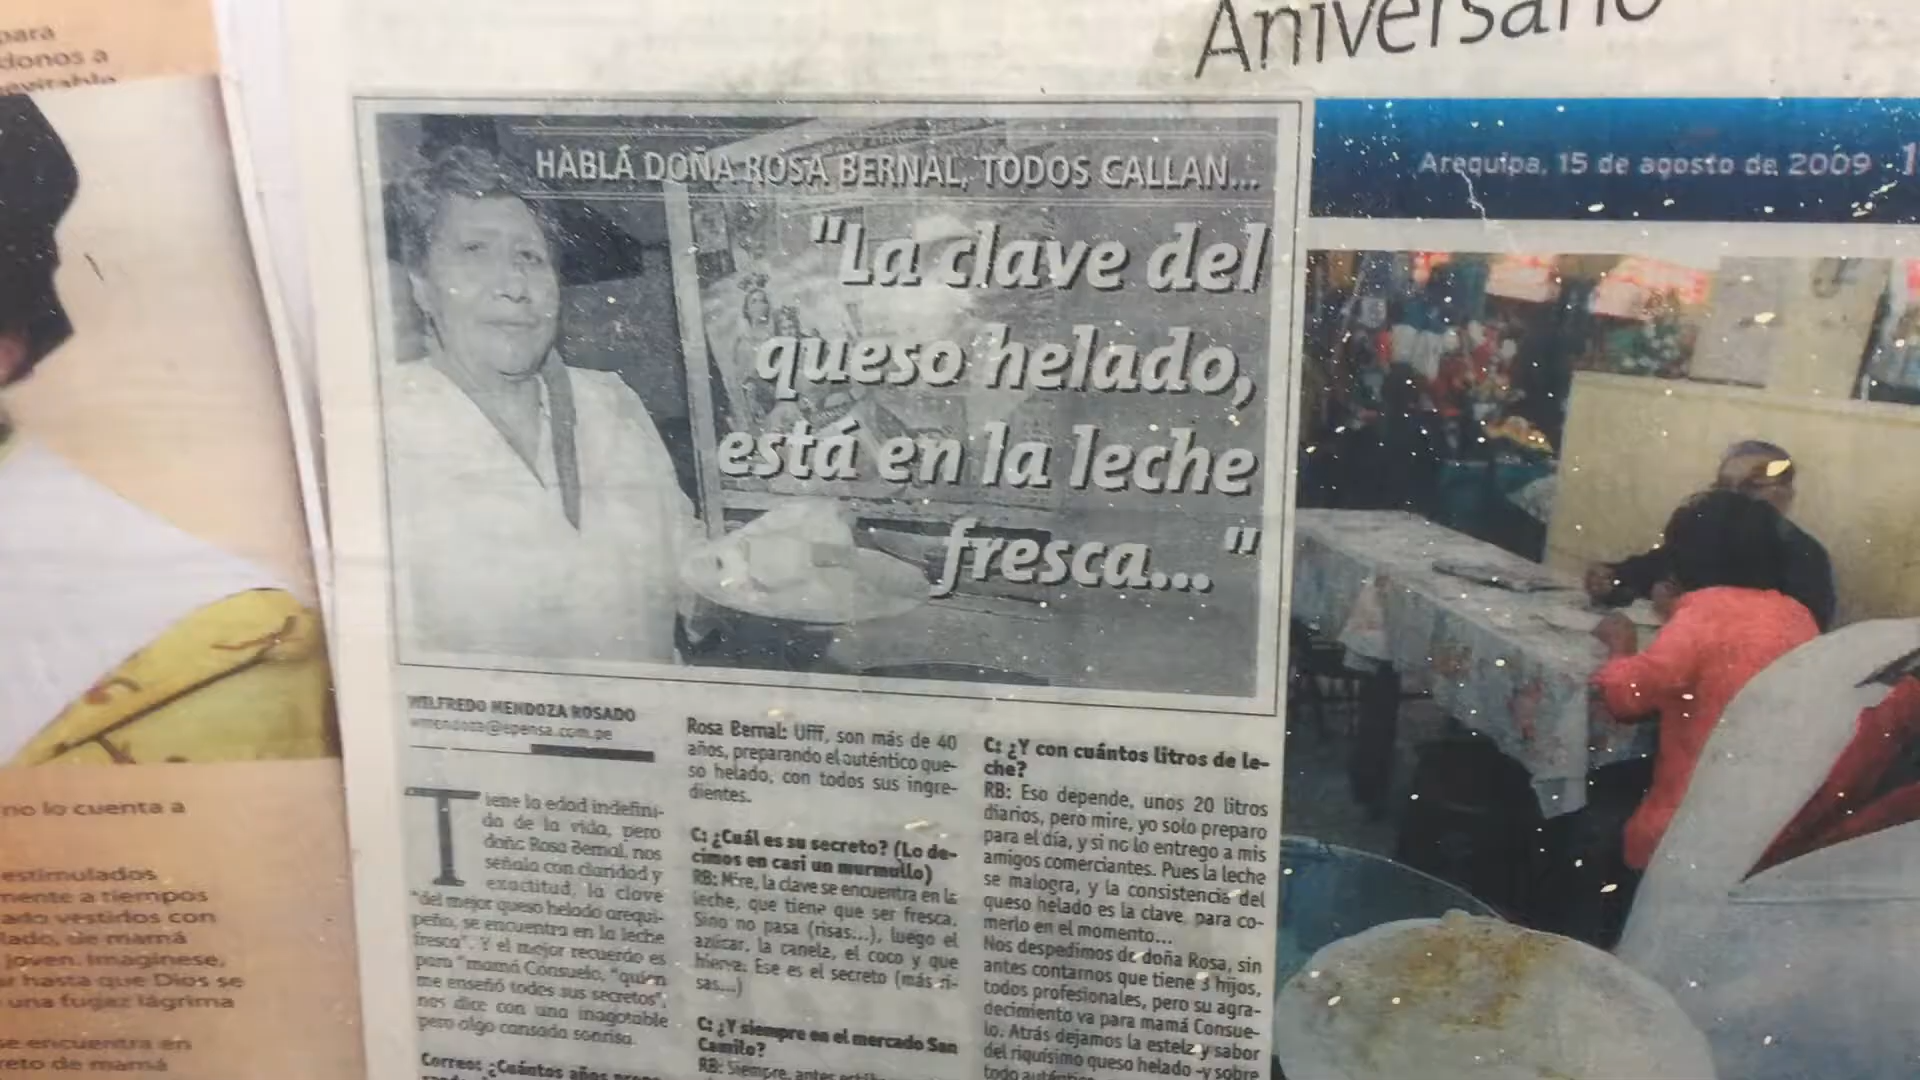 para
donos a
Aniversario
HABLÁ DOÑA ROSA BERNAL, TODOS CALLAN...
"La clave del
queso helado,
está en la leche
fresca... "
Arequipa, 15 de agosto de 2009
WILFREDO MENDOZA ROSADO
wmendoza@epensa.com.pe
Tiene la edad indefini-
da de la vida, pero
doña Rosa Bernal, nos
señala con claridad y
exactitud, la clave
"del mejor queso helado arequi-
peño, se encuentra en la leche
fresca". Y el mejor recuerdo es
para "mamá Consuelo, "quien
me enseñó todes sus secretos",
nos dice con una inagotable
pero algo cansada sonrisa.
Correo: ¿Cuántos años
Rosa Bernal: Ufff, son más de 40
años, preparando el auténtico que-
so helado, con todos sus ingre-
dientes.
C: ¿Cuál es su secreto? (Lo de-
cimos en casi un murmullo)
RB: Mire, la clave se encuentra en la
leche, que tiene que ser fresca.
Sino no pasa (risas...), luego el
azúcar, la canela, el coco y que
hierva. Ese es el secreto (más ri-
sas...)
C: ¿Y siempre en el mercado San
Camilo?
RB: Siempre, antes
C: ¿Y con cuántos litros de le-
che?
RB: Eso depende, unos 20 litros
diarios, pero mire, yo solo preparo
para el día, y si no lo entrego a mis
amigos comerciantes. Pues la leche
se malogra, y la consistencia del
queso helado es la clave para co-
merlo en el momento...
Nos despedimos de doña Rosa, sin
antes contarnos que tiene 3 hijos,
todos profesionales, pero su agra-
decimiento va para mamá Consue-
lo. Atrás dejamos la estela y sabor
del riquísimo queso helado -y sobre
todo
no lo cuenta a
estimulados
mente a tiempos
ado vestidos con
lado, de mamá
joven. Imagínese,
r hasta que Dios se
una fugaz lágrima
se encuentra en
reto de mamá